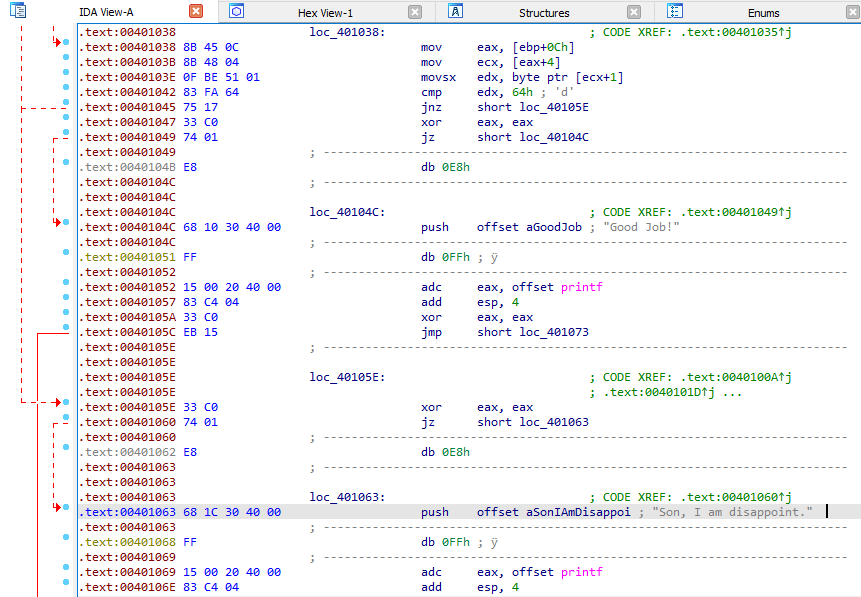 IDA View-A Hex View-1 Structures Enums
.text:00401038 loc_401038: ; CODE XREF: .text:00401035↑j
.text:00401038 8B 45 0C mov eax, [ebp+0Ch]
.text:0040103B 8B 48 04 mov ecx, [eax+4]
.text:0040103E 0F BE 51 01 movsx edx, byte ptr [ecx+1]
.text:00401042 83 FA 64 cmp edx, 64h ; 'd'
.text:00401045 75 17 jnz short loc_40105E
.text:00401047 33 C0 xor eax, eax
.text:00401049 74 01 jz short loc_40104C
.text:00401049 ; ---------------------------------------------------------------------------
.text:0040104B E8 db 0E8h
.text:0040104C ; ---------------------------------------------------------------------------
.text:0040104C
.text:0040104C loc_40104C: ; CODE XREF: .text:00401049↑j
.text:0040104C 68 10 30 40 00 push offset aGoodJob ; "Good Job!"
.text:0040104C ; ---------------------------------------------------------------------------
.text:00401051 FF db 0FFh ; ÿ
.text:00401052 ; ---------------------------------------------------------------------------
.text:00401052 15 00 20 40 00 adc eax, offset printf
.text:00401057 83 C4 04 add esp, 4
.text:0040105A 33 C0 xor eax, eax
.text:0040105C EB 15 jmp short loc_401073
.text:0040105E ; ---------------------------------------------------------------------------
.text:0040105E
.text:0040105E loc_40105E: ; CODE XREF: .text:0040100A↑j
.text:0040105E ; .text:0040101D↑j ...
.text:0040105E 33 C0 xor eax, eax
.text:00401060 74 01 jz short loc_401063
.text:00401060 ; ---------------------------------------------------------------------------
.text:00401062 E8 db 0E8h
.text:00401063 ; ---------------------------------------------------------------------------
.text:00401063
.text:00401063 loc_401063: ; CODE XREF: .text:00401060↑j
.text:00401063 68 1C 30 40 00 push offset aSonIAmDisappoi ; "Son, I am disappoint."
.text:00401063 ; ---------------------------------------------------------------------------
.text:00401068 FF db 0FFh ; ÿ
.text:00401069 ; ---------------------------------------------------------------------------
.text:00401069 15 00 20 40 00 adc eax, offset printf
.text:0040106E 83 C4 04 add esp, 4